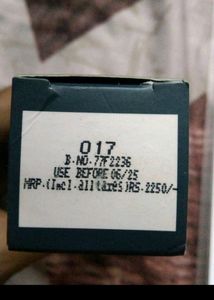 017
B.NO.77F2236
USE BEFORE 06/25
MRP.(Incl.all taxes)RS.2250/-